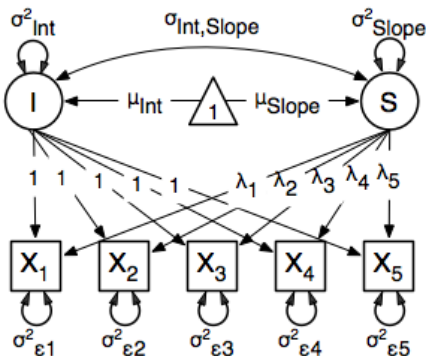 σ²Int σInt,Slope σ²Slope
I μInt 1 μSlope S
1 1 1 1 1 λ1 λ2 λ3 λ4 λ5
X1 X2 X3 X4 X5
σ²ε1 σ²ε2 σ²ε3 σ²ε4 σ²ε5